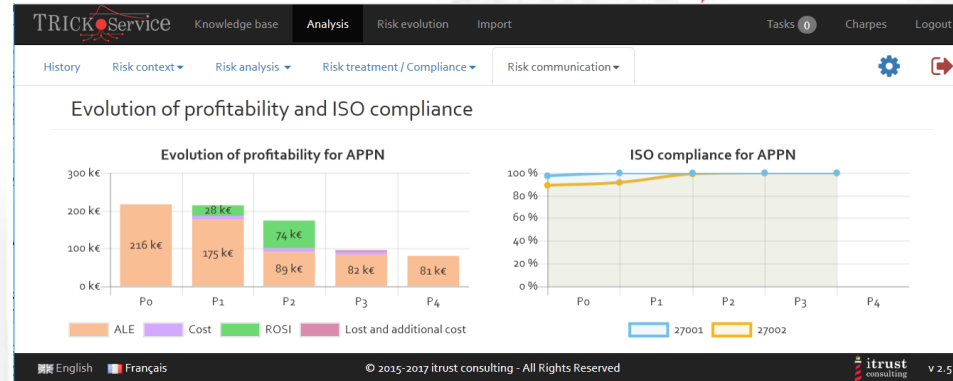 TRICK Service Knowledge base Analysis Risk evolution Import Tasks 0 Charpes Logout
History Risk context Risk analysis Risk treatment / Compliance Risk communication
Evolution of profitability and ISO compliance
Evolution of profitability for APPN
300 k€
200 k€
100 k€
0 k€
216 k€
28 k€
175 k€
74 k€
89 k€
82 k€
81 k€
P0 P1 P2 P3 P4
ALE Cost ROSI Lost and additional cost
ISO compliance for APPN
100 %
80 %
60 %
40 %
20 %
0 %
P0 P1 P2 P3 P4
27001 27002
English Français © 2015-2017 itrust consulting - All Rights Reserved itrust consulting v 2.5